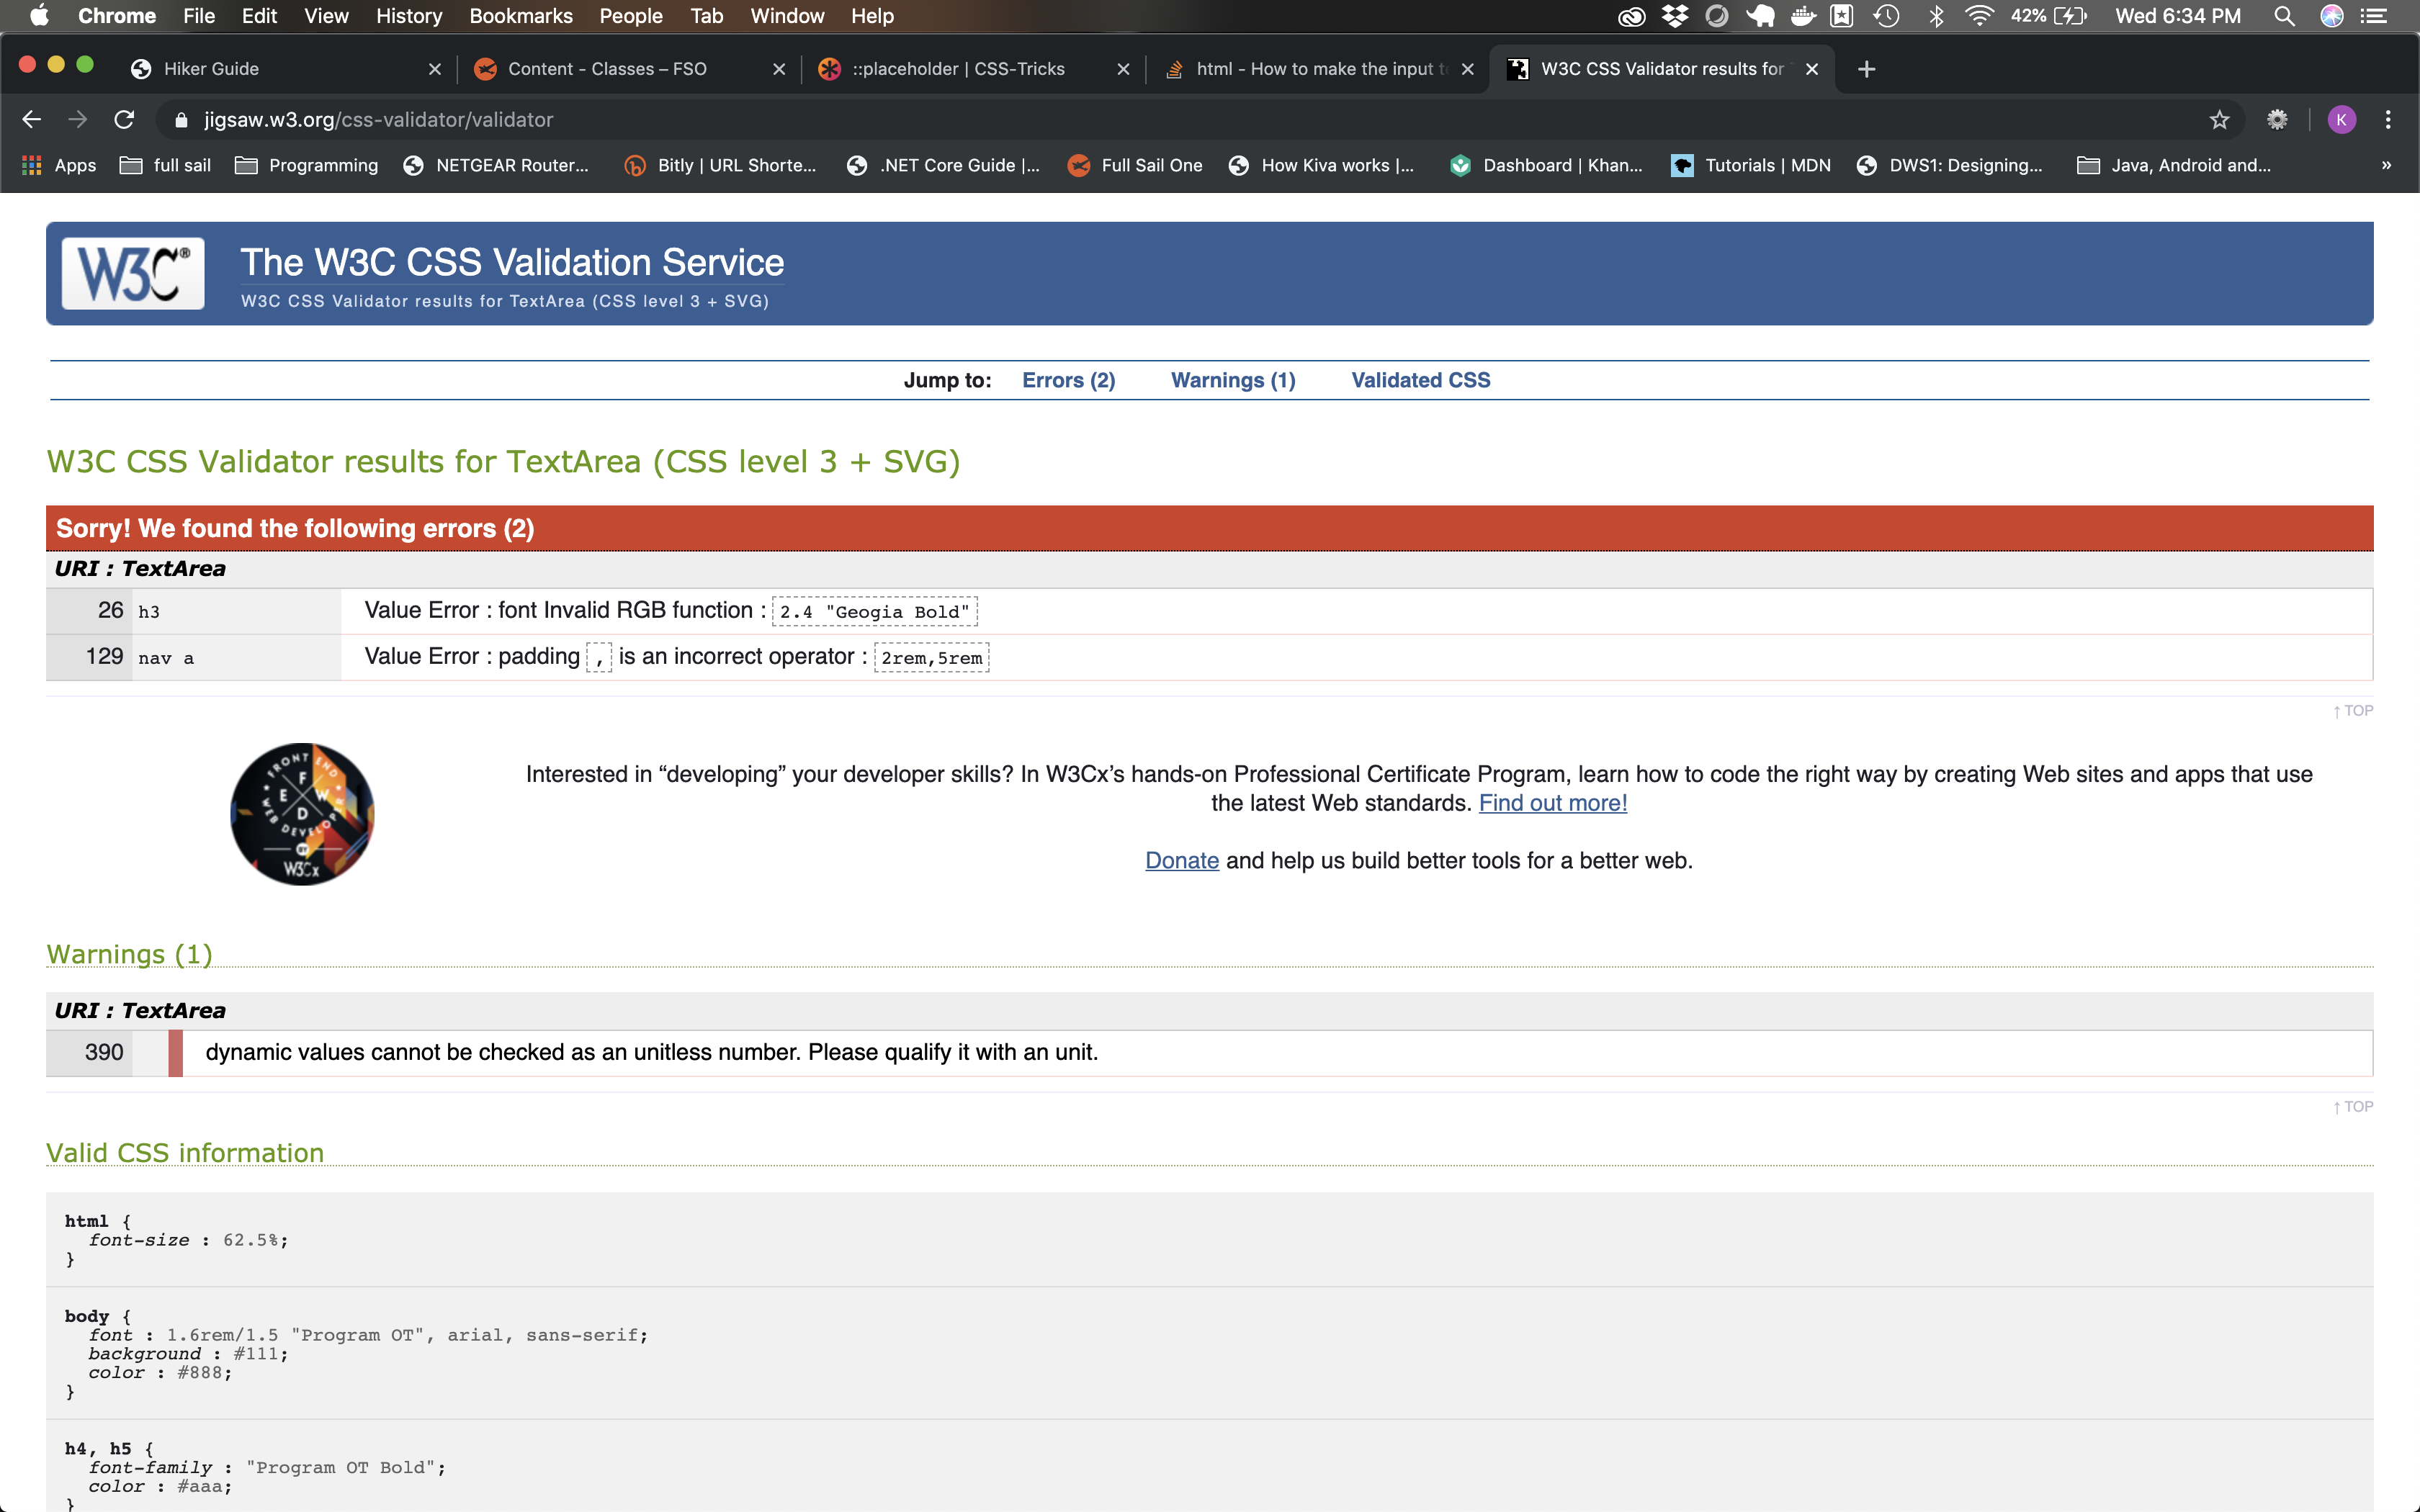 Chrome File Edit View History Bookmarks People Tab Window Help 42% Wed 6:34 PM
Hiker Guide Content - Classes – FSO ::placeholder | CSS-Tricks html - How to make the input te W3C CSS Validator results for
jigsaw.w3.org/css-validator/validator K
Apps full sail Programming NETGEAR Router... Bitly | URL Shorte... .NET Core Guide |... Full Sail One How Kiva works |... Dashboard | Khan... Tutorials | MDN DWS1: Designing... Java, Android and... »
W3C®
The W3C CSS Validation Service
W3C CSS Validator results for TextArea (CSS level 3 + SVG)
Jump to: Errors (2) Warnings (1) Validated CSS
W3C CSS Validator results for TextArea (CSS level 3 + SVG)
Sorry! We found the following errors (2)
URI : TextArea
26 h3 Value Error : font Invalid RGB function : 2.4 "Geogia Bold"
129 nav a Value Error : padding , is an incorrect operator : 2rem,5rem
↑ TOP
FRONT END
F E W D
WEB DEVELOPER
BY
W3Cx
Interested in “developing” your developer skills? In W3Cx’s hands-on Professional Certificate Program, learn how to code the right way by creating Web sites and apps that use
the latest Web standards. Find out more!
Donate and help us build better tools for a better web.
Warnings (1)
URI : TextArea
390 dynamic values cannot be checked as an unitless number. Please qualify it with an unit.
↑ TOP
Valid CSS information
html {
font-size : 62.5%;
}
body {
font : 1.6rem/1.5 "Program OT", arial, sans-serif;
background : #111;
color : #888;
}
h4, h5 {
font-family : "Program OT Bold";
color : #aaa;
}